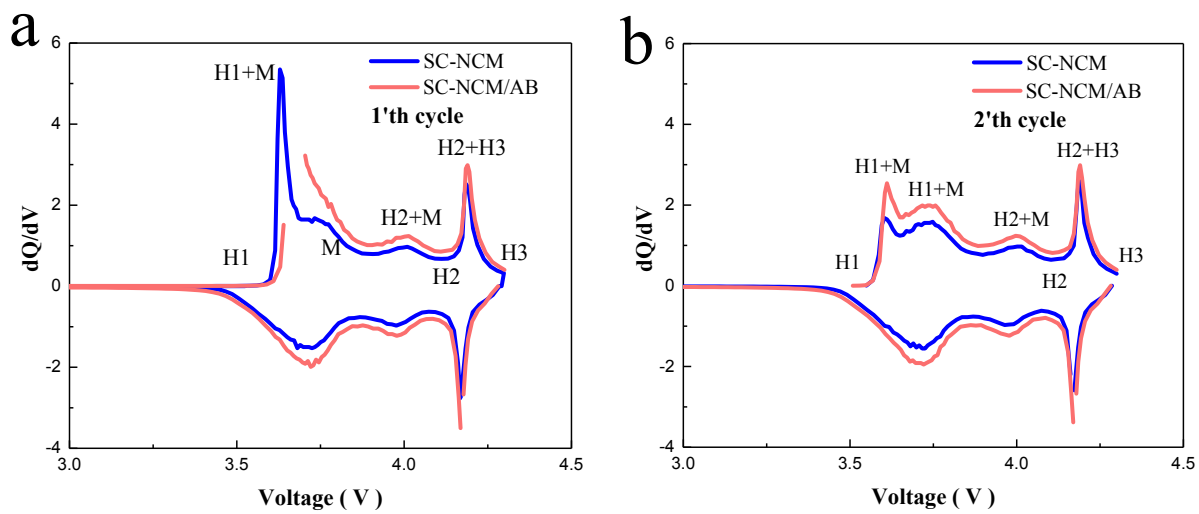 a
SC-NCM
SC-NCM/AB
1'th cycle
H1+M
H2+H3
H2+M
M
H1
H2
H3
6
4
2
0
-2
-4
dQ/dV
3.0
3.5
4.0
4.5
Voltage ( V )
b
SC-NCM
SC-NCM/AB
2'th cycle
H2+H3
H1+M
H1+M
H2+M
H1
H2
H3
6
4
2
0
-2
-4
dQ/dV
3.0
3.5
4.0
4.5
Voltage ( V )